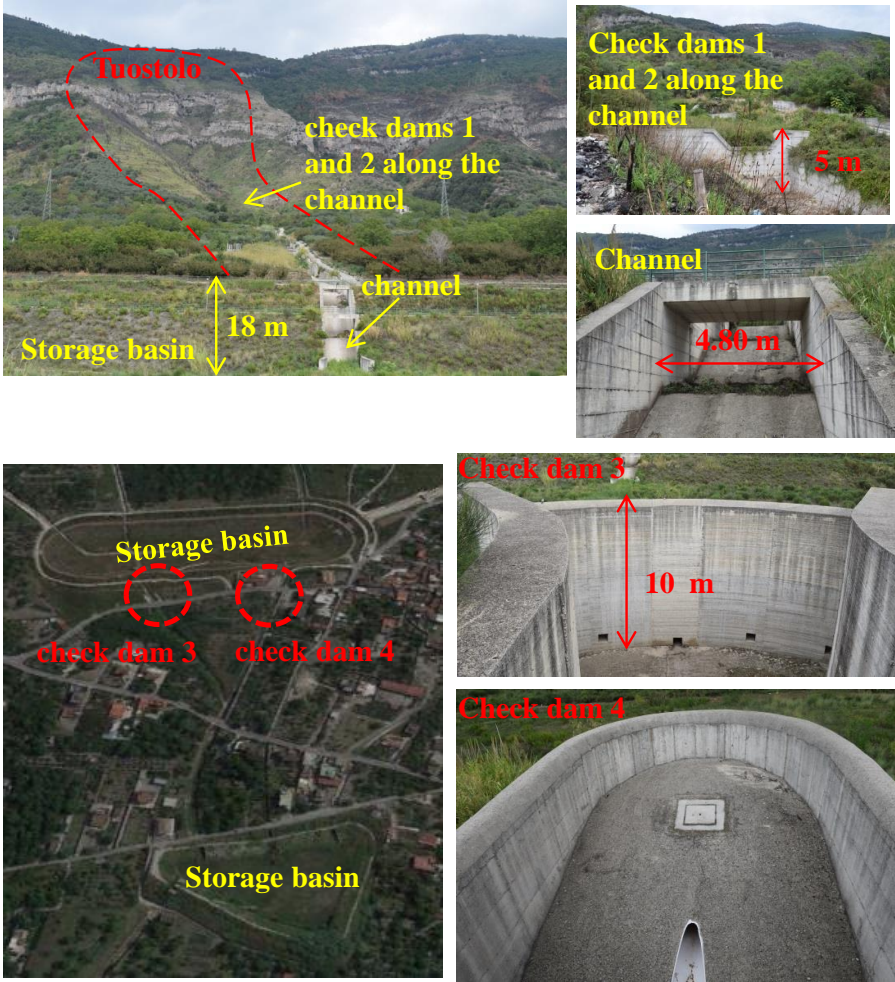 Tuostolo
check dams 1
and 2 along the
channel
channel
18 m
Storage basin
Check dams 1
and 2 along the
channel
5 m
Channel
4.80 m
Storage basin
check dam 3
check dam 4
Storage basin
Check dam 3
10 m
Check dam 4